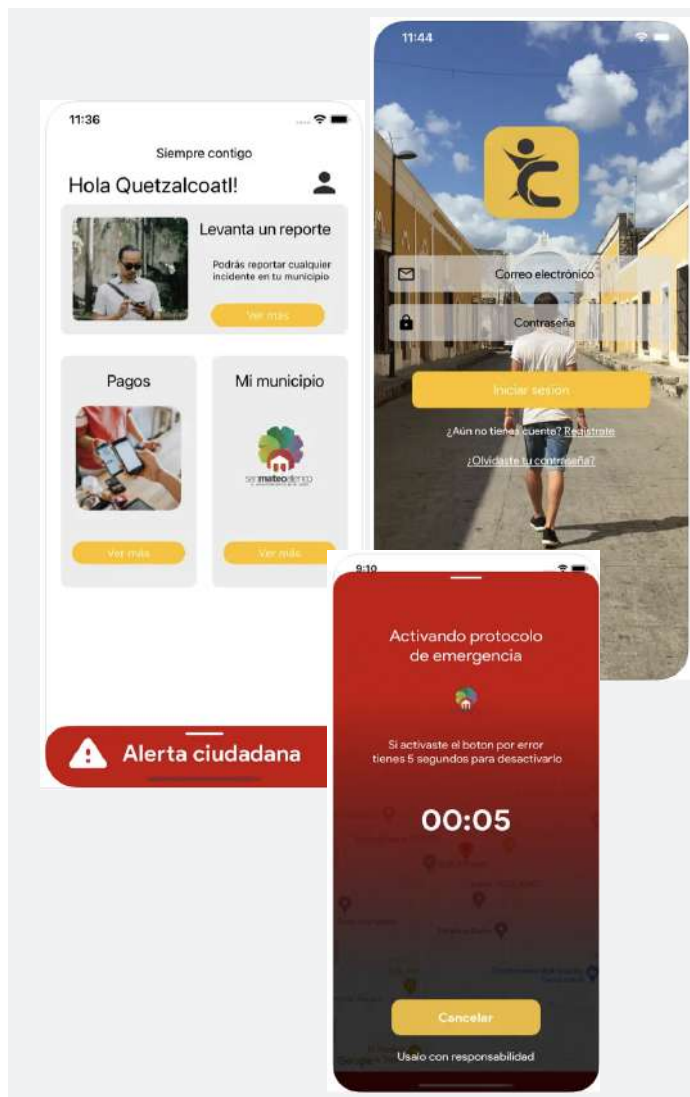 11:36
Siempre contigo
Hola Quetzalcoatl!
Levanta un reporte
Podrás reportar cualquier
incidente en tu municipio
Ver más
Pagos
Ver más
Mi municipio
sanmateoatenco
Ver más
Alerta ciudadana
11:44
Correo electrónico
Contraseña
Iniciar sesion
¿Aún no tienes cuenta? Registrate
¿Olvidaste tu contraseña?
9:10
Activando protocolo
de emergencia
Si activaste el boton por error
tienes 5 segundos para desactivarlo
00:05
Cancelar
Usalo con responsabilidad